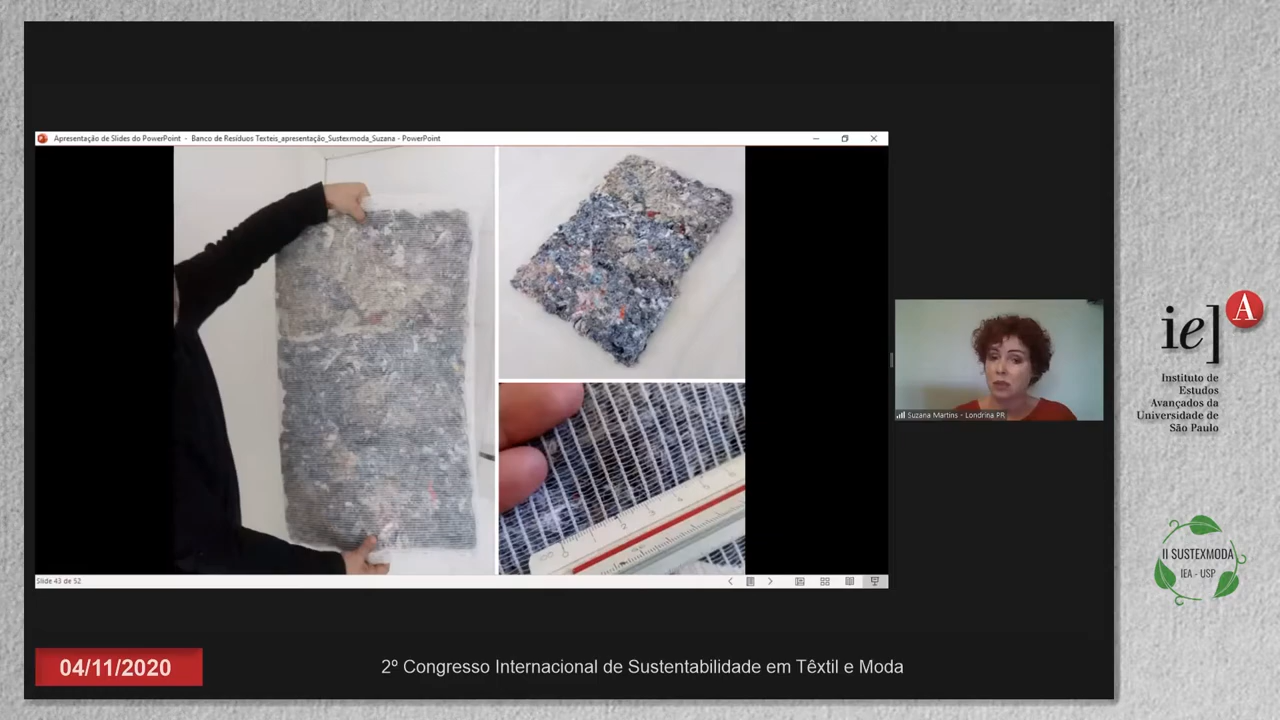 Apresentação de Slides do PowerPoint - Banco de Resíduos Texteis_apresentação_Sustexmoda_Suzana - PowerPoint
Suzana Martins - Londrina PR
Slide 43 de 52
04/11/2020
2º Congresso Internacional de Sustentabilidade em Têxtil e Moda
iea
Instituto de
Estudos
Avançados da
Universidade de
São Paulo
II SUSTEXMODA
IEA - USP